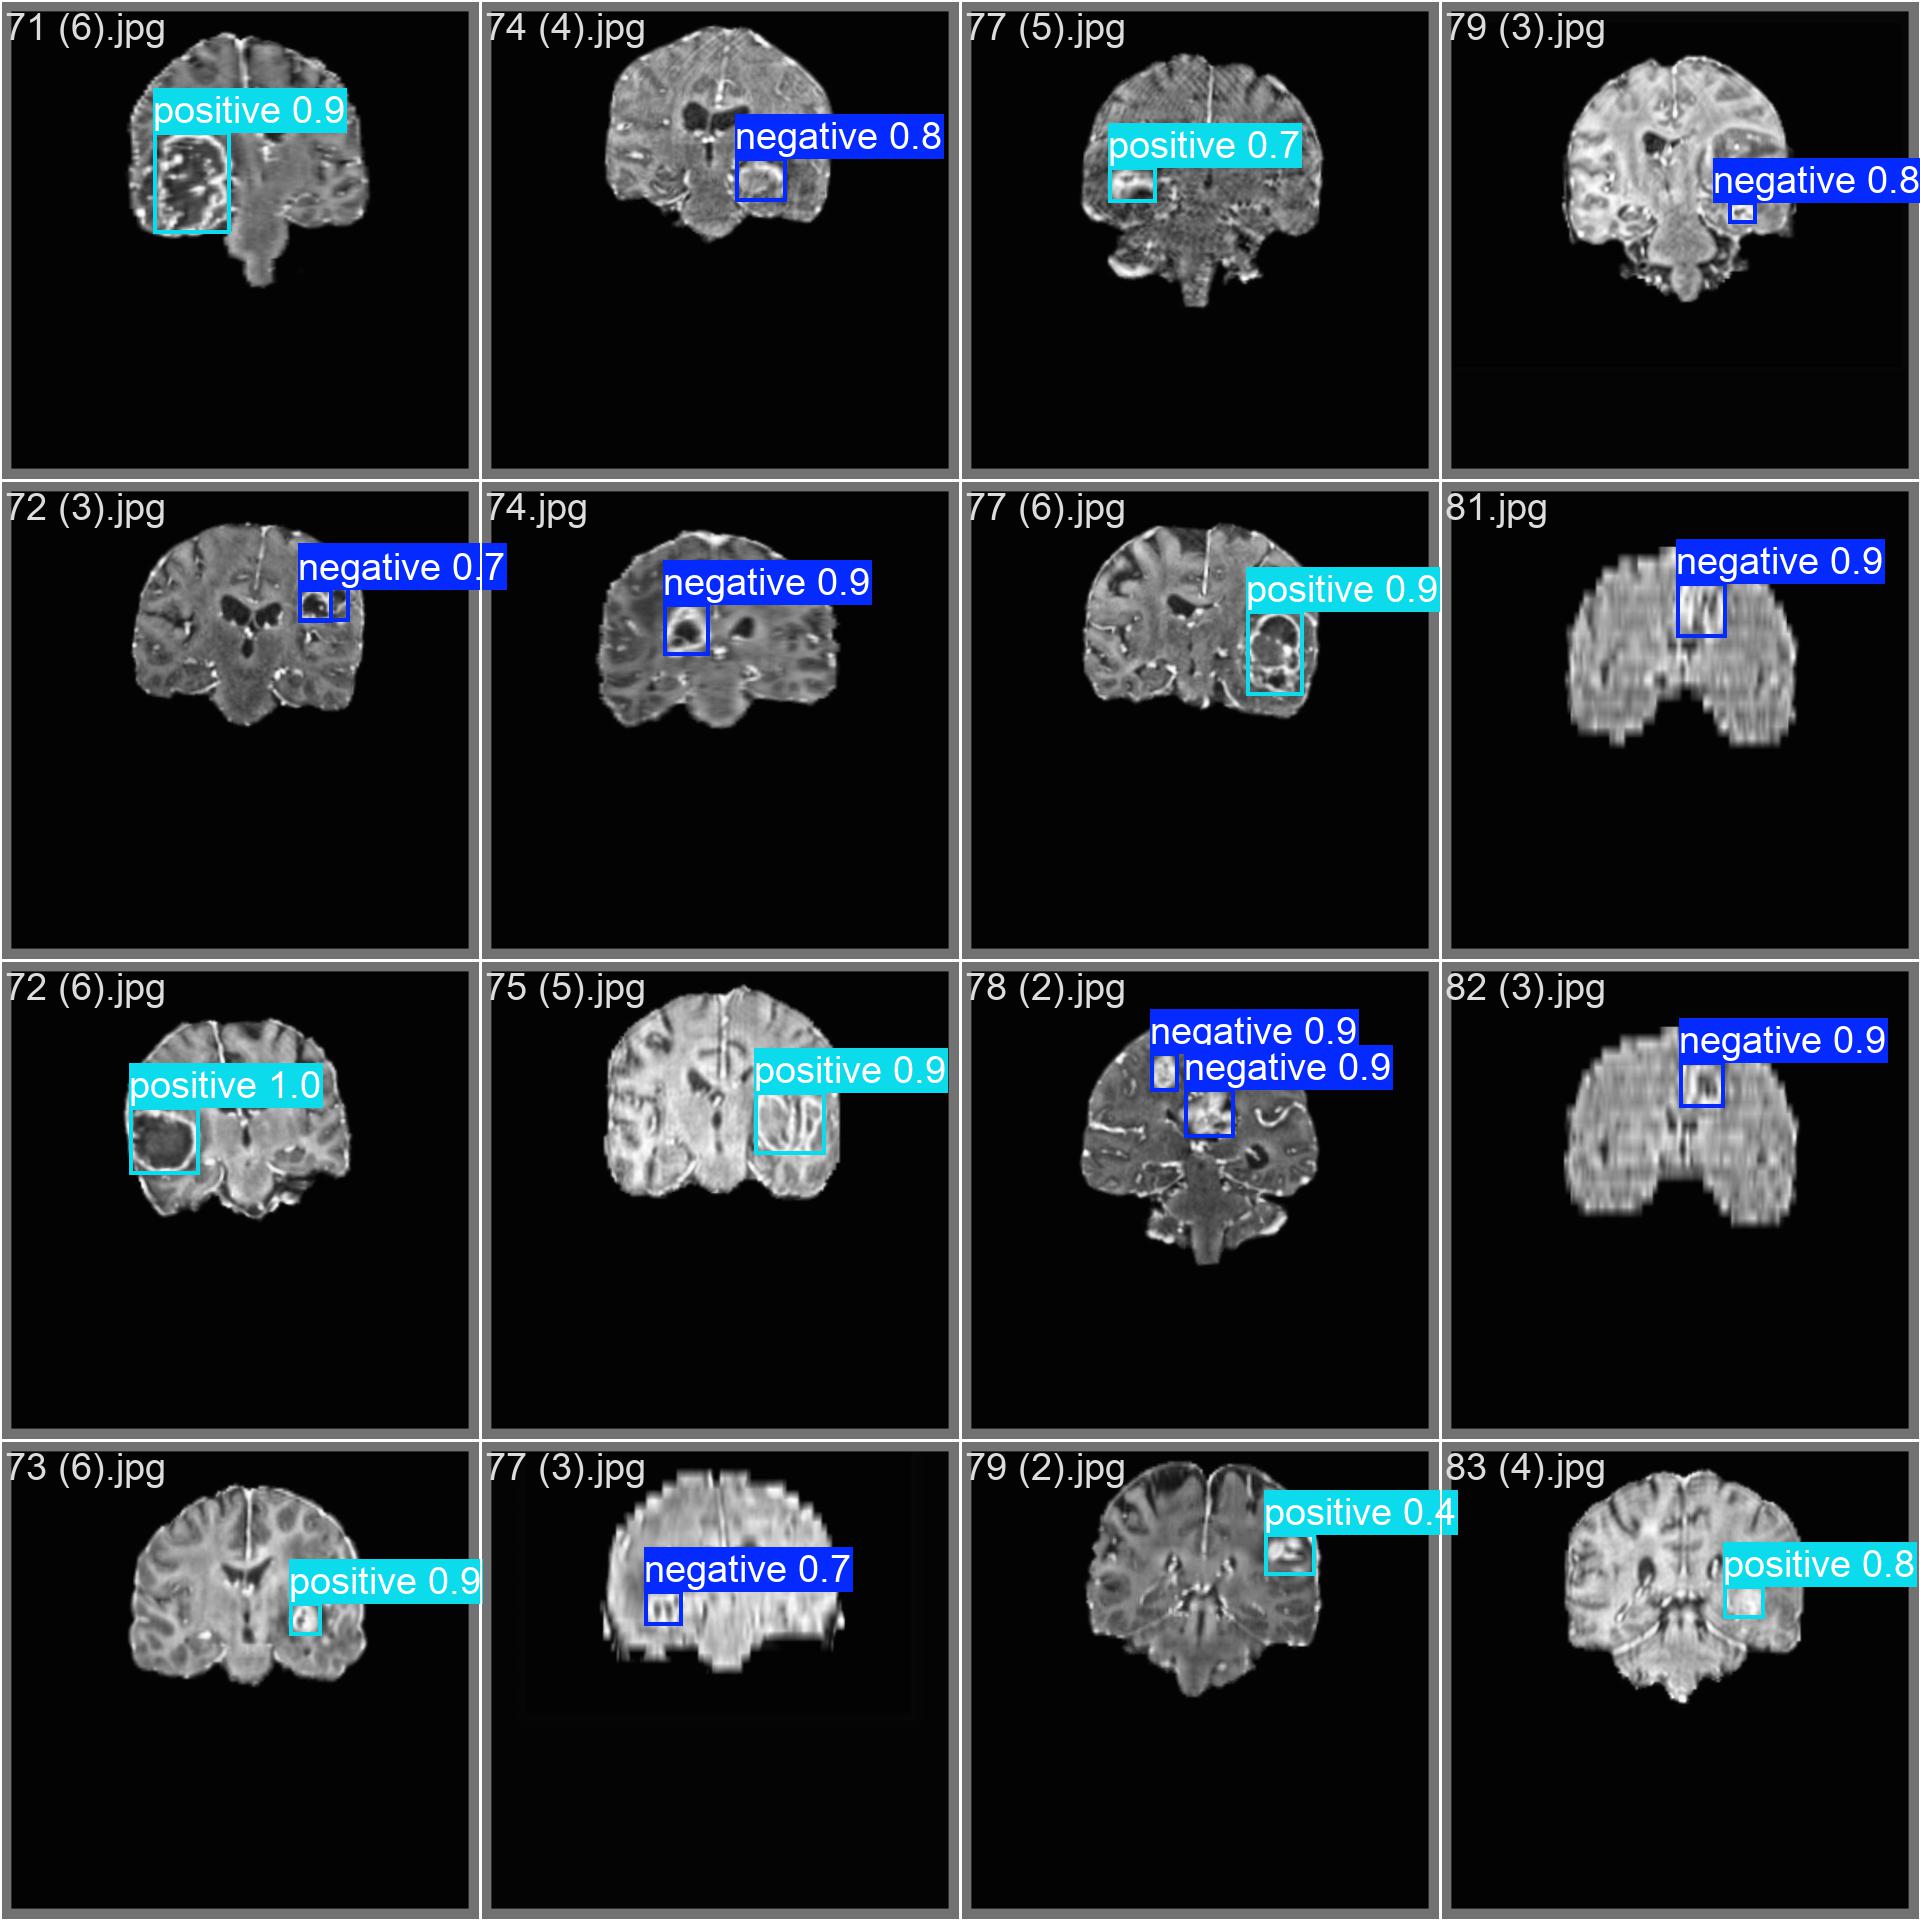 71 (6).jpg
positive 0.9
74 (4).jpg
negative 0.8
77 (5).jpg
positive 0.7
79 (3).jpg
negative 0.8
72 (3).jpg
negative 0.7
74.jpg
negative 0.9
77 (6).jpg
positive 0.9
81.jpg
negative 0.9
72 (6).jpg
positive 1.0
75 (5).jpg
positive 0.9
78 (2).jpg
negative 0.9
negative 0.9
82 (3).jpg
negative 0.9
73 (6).jpg
positive 0.9
77 (3).jpg
negative 0.7
79 (2).jpg
positive 0.4
83 (4).jpg
positive 0.8